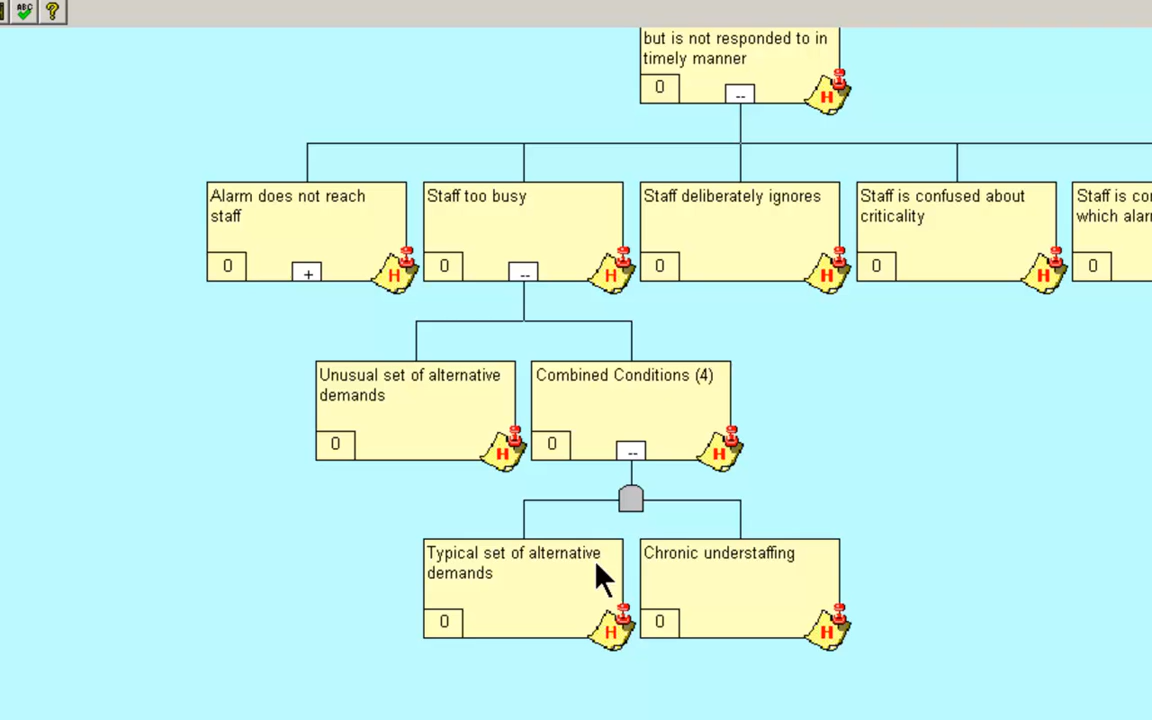 ABC
?
but is not responded to in
timely manner
0
--
H
Alarm does not reach
staff
0
+
H
Staff too busy
0
--
H
Staff deliberately ignores
0
H
Staff is confused about
criticality
0
H
Staff is co
which alar
0
Unusual set of alternative
demands
0
H
Combined Conditions (4)
0
--
H
Typical set of alternative
demands
0
H
Chronic understaffing
0
H